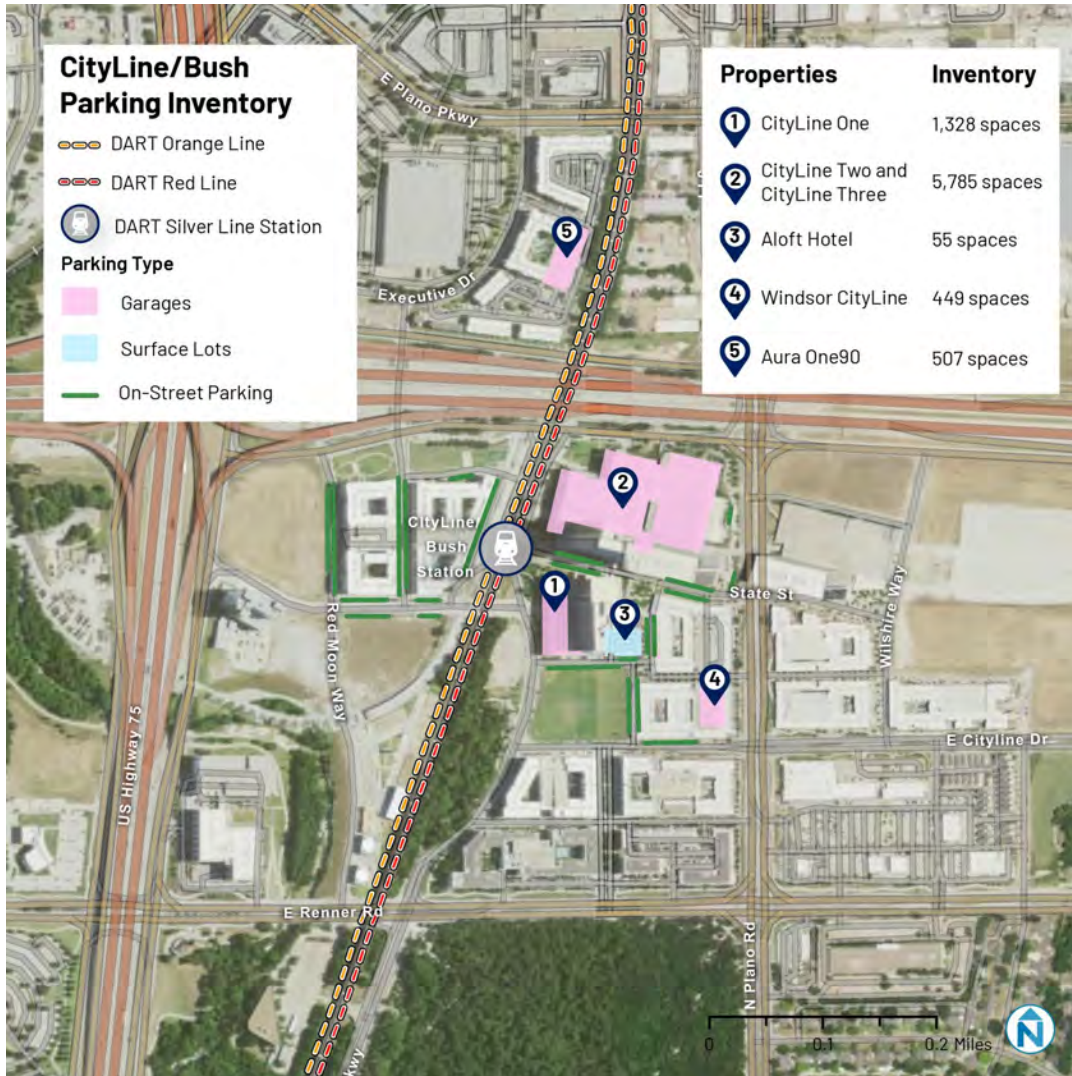 CityLine/Bush
Parking Inventory
DART Orange Line
DART Red Line
DART Silver Line Station
Parking Type
Garages
Surface Lots
On-Street Parking
Properties Inventory
1 CityLine One 1,328 spaces
2 CityLine Two and
CityLine Three 5,785 spaces
3 Aloft Hotel 55 spaces
4 Windsor CityLine 449 spaces
5 Aura One90 507 spaces
E Plano Pkwy
5
Executive Dr
2
CityLine
Bush
Station
1
State St
3
Wilshire Way
Red Moon Way
4
E Cityline Dr
US Highway 75
E Renner Rd
N Plano Rd
kwy
0 0.1 0.2 Miles
N